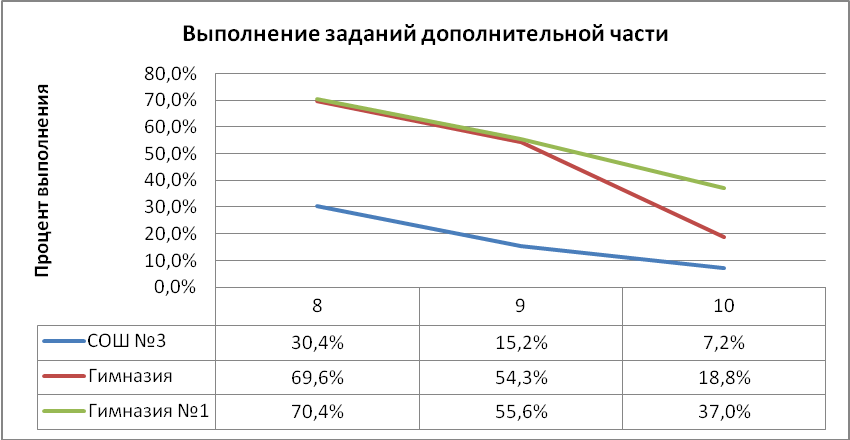 Выполнение заданий дополнительной части
Процент выполнения
80,0%
70,0%
60,0%
50,0%
40,0%
30,0%
20,0%
10,0%
0,0%
8 9 10
СОШ №3 30,4% 15,2% 7,2%
Гимназия 69,6% 54,3% 18,8%
Гимназия №1 70,4% 55,6% 37,0%